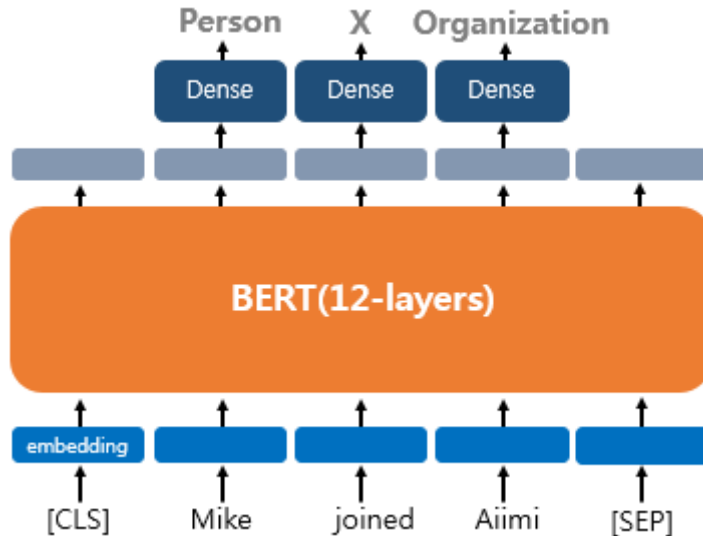 Person X Organization
Dense Dense Dense
BERT(12-layers)
embedding
[CLS] Mike joined Aiimi [SEP]